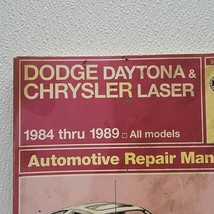 DODGE DAYTONA &
CHRYSLER LASER
1984 thru 1989 □ All models
Automotive Repair Man